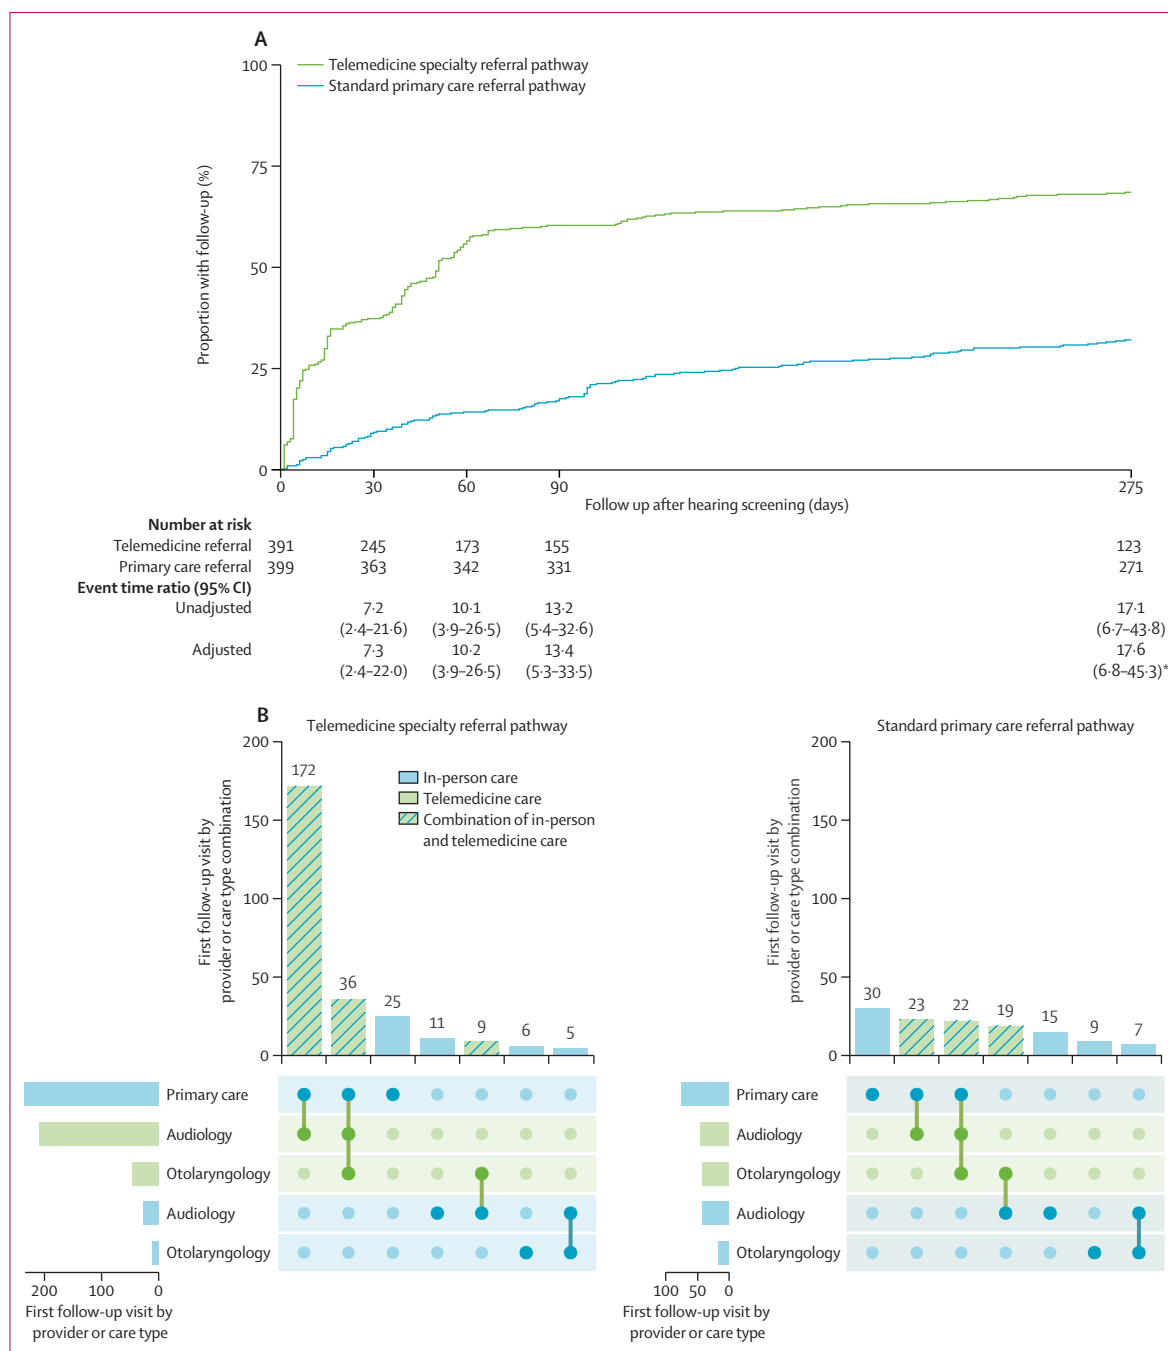 A
Telemedicine specialty referral pathway
Standard primary care referral pathway
100
75
50
25
0
Proportion with follow-up (%)
0 30 60 90 275
Follow up after hearing screening (days)
Number at risk
Telemedicine referral 391 245 173 155 123
Primary care referral 399 363 342 331 271
Event time ratio (95% CI)
Unadjusted 7·2 10·1 13·2 17·1
(2·4–21·6) (3·9–26·5) (5·4–32·6) (6·7–43·8)
Adjusted 7·3 10·2 13·4 17·6
(2·4–22·0) (3·9–26·5) (5·3–33·5) (6·8–45·3)*
B
Telemedicine specialty referral pathway
200
150
100
50
0
First follow-up visit by
provider or care type combination
172 36 25 11 9 6 5
In-person care
Telemedicine care
Combination of in-person
and telemedicine care
Primary care
Audiology
Otolaryngology
Audiology
Otolaryngology
200 100 0
First follow-up visit by
provider or care type
Standard primary care referral pathway
200
150
100
50
0
First follow-up visit by
provider or care type combination
30 23 22 19 15 9 7
Primary care
Audiology
Otolaryngology
Audiology
Otolaryngology
100 50 0
First follow-up visit by
provider or care type